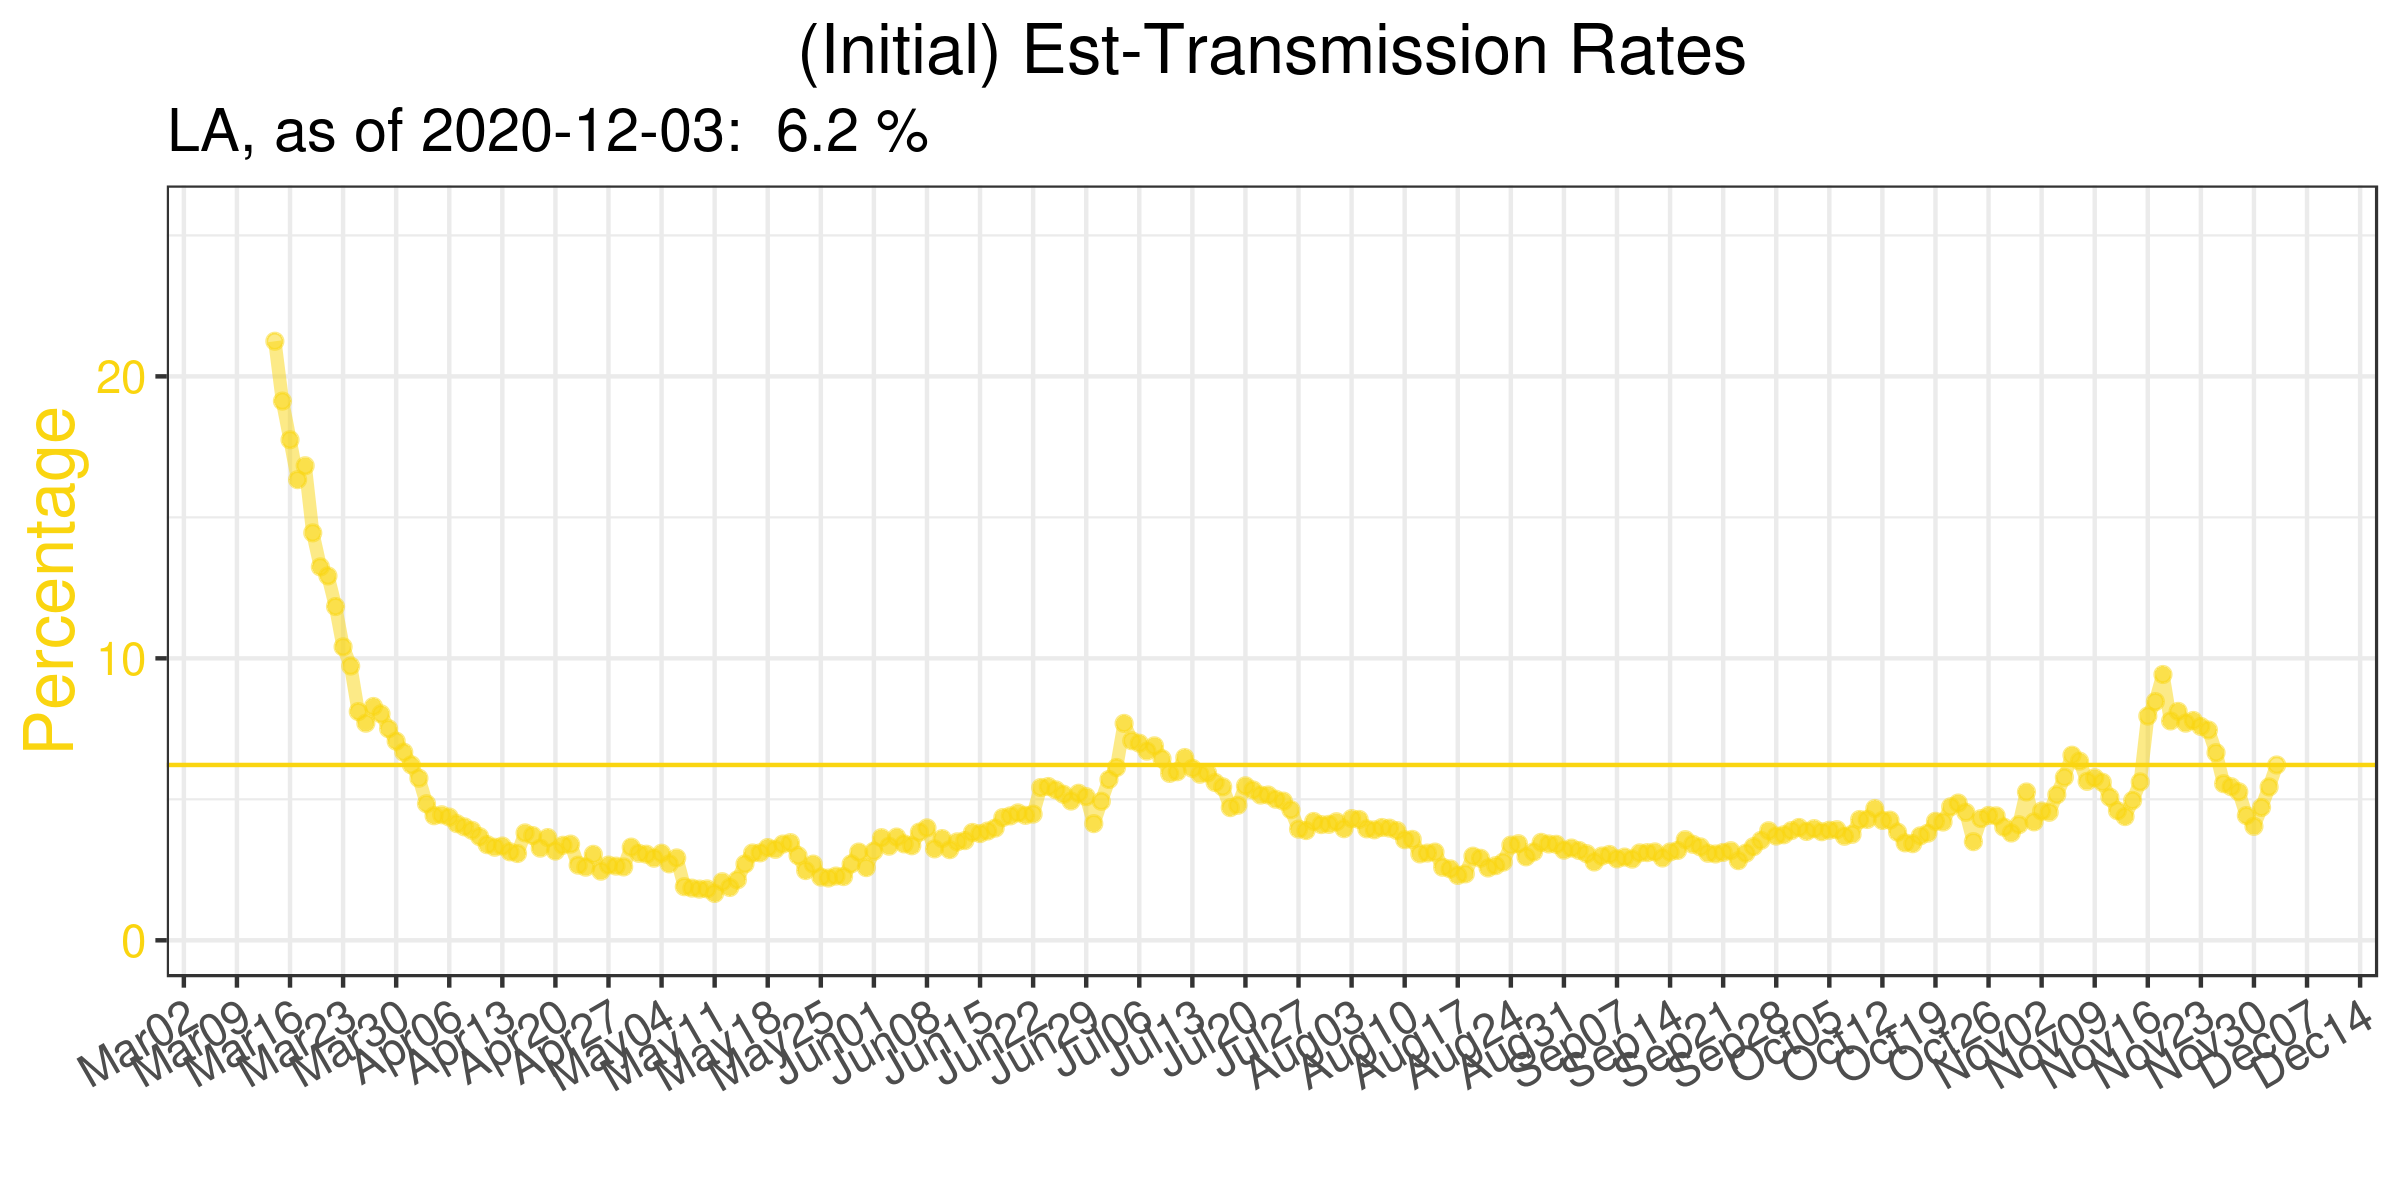 (Initial) Est-Transmission Rates
LA, as of 2020-12-03:  6.2 %
Percentage
20
10
0
Mar02
Mar09
Mar16
Mar23
Mar30
Apr06
Apr13
Apr20
Apr27
May04
May11
May18
May25
Jun01
Jun08
Jun15
Jun22
Jun29
Jul06
Jul13
Jul20
Jul27
Aug03
Aug10
Aug17
Aug24
Aug31
Sep07
Sep14
Sep21
Sep28
Oct05
Oct12
Oct19
Oct26
Nov02
Nov09
Nov16
Nov23
Nov30
Dec07
Dec14